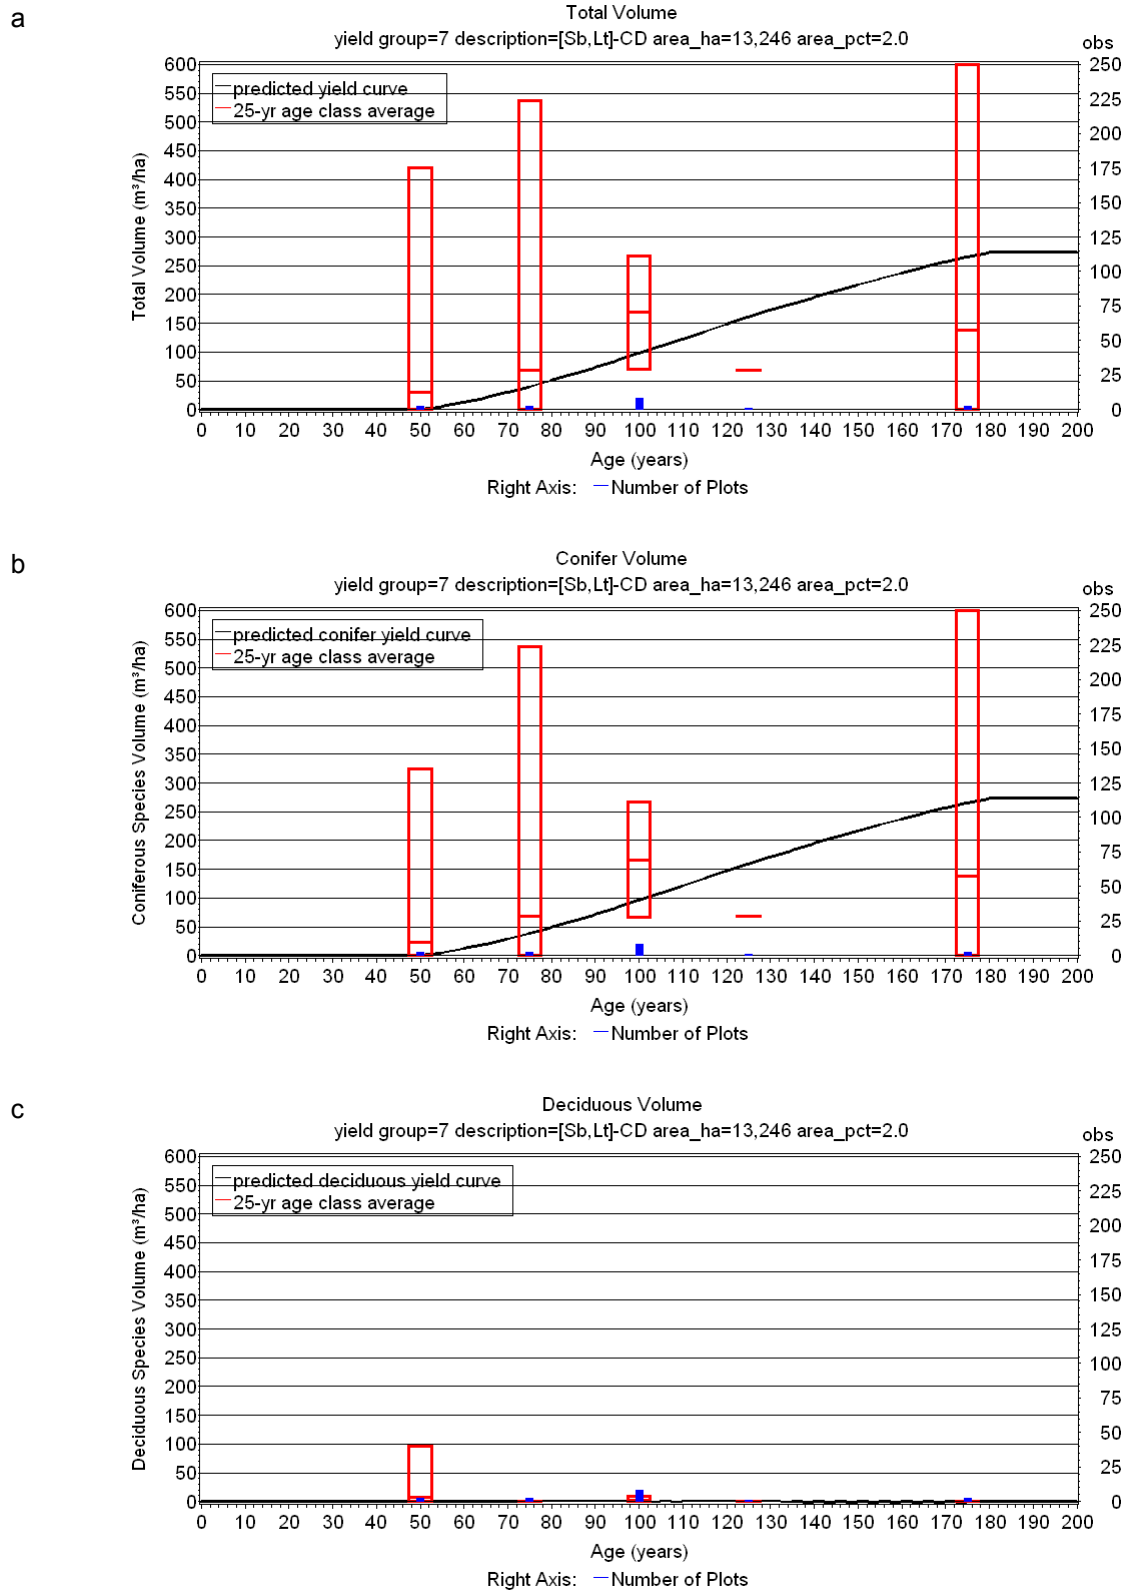 a
Total Volume
yield group=7 description=[Sb,Lt]-CD area_ha=13,246 area_pct=2.0
obs
predicted yield curve
25-yr age class average
Total Volume (m³/ha)
600
550
500
450
400
350
300
250
200
150
100
50
0
250
225
200
175
150
125
100
75
50
25
0
0 10 20 30 40 50 60 70 80 90 100 110 120 130 140 150 160 170 180 190 200
Age (years)
Right Axis: Number of Plots
b
Conifer Volume
yield group=7 description=[Sb,Lt]-CD area_ha=13,246 area_pct=2.0
obs
predicted conifer yield curve
25-yr age class average
Coniferous Species Volume (m³/ha)
600
550
500
450
400
350
300
250
200
150
100
50
0
250
225
200
175
150
125
100
75
50
25
0
0 10 20 30 40 50 60 70 80 90 100 110 120 130 140 150 160 170 180 190 200
Age (years)
Right Axis: Number of Plots
c
Deciduous Volume
yield group=7 description=[Sb,Lt]-CD area_ha=13,246 area_pct=2.0
obs
predicted deciduous yield curve
25-yr age class average
Deciduous Species Volume (m³/ha)
600
550
500
450
400
350
300
250
200
150
100
50
0
250
225
200
175
150
125
100
75
50
25
0
0 10 20 30 40 50 60 70 80 90 100 110 120 130 140 150 160 170 180 190 200
Age (years)
Right Axis: Number of Plots